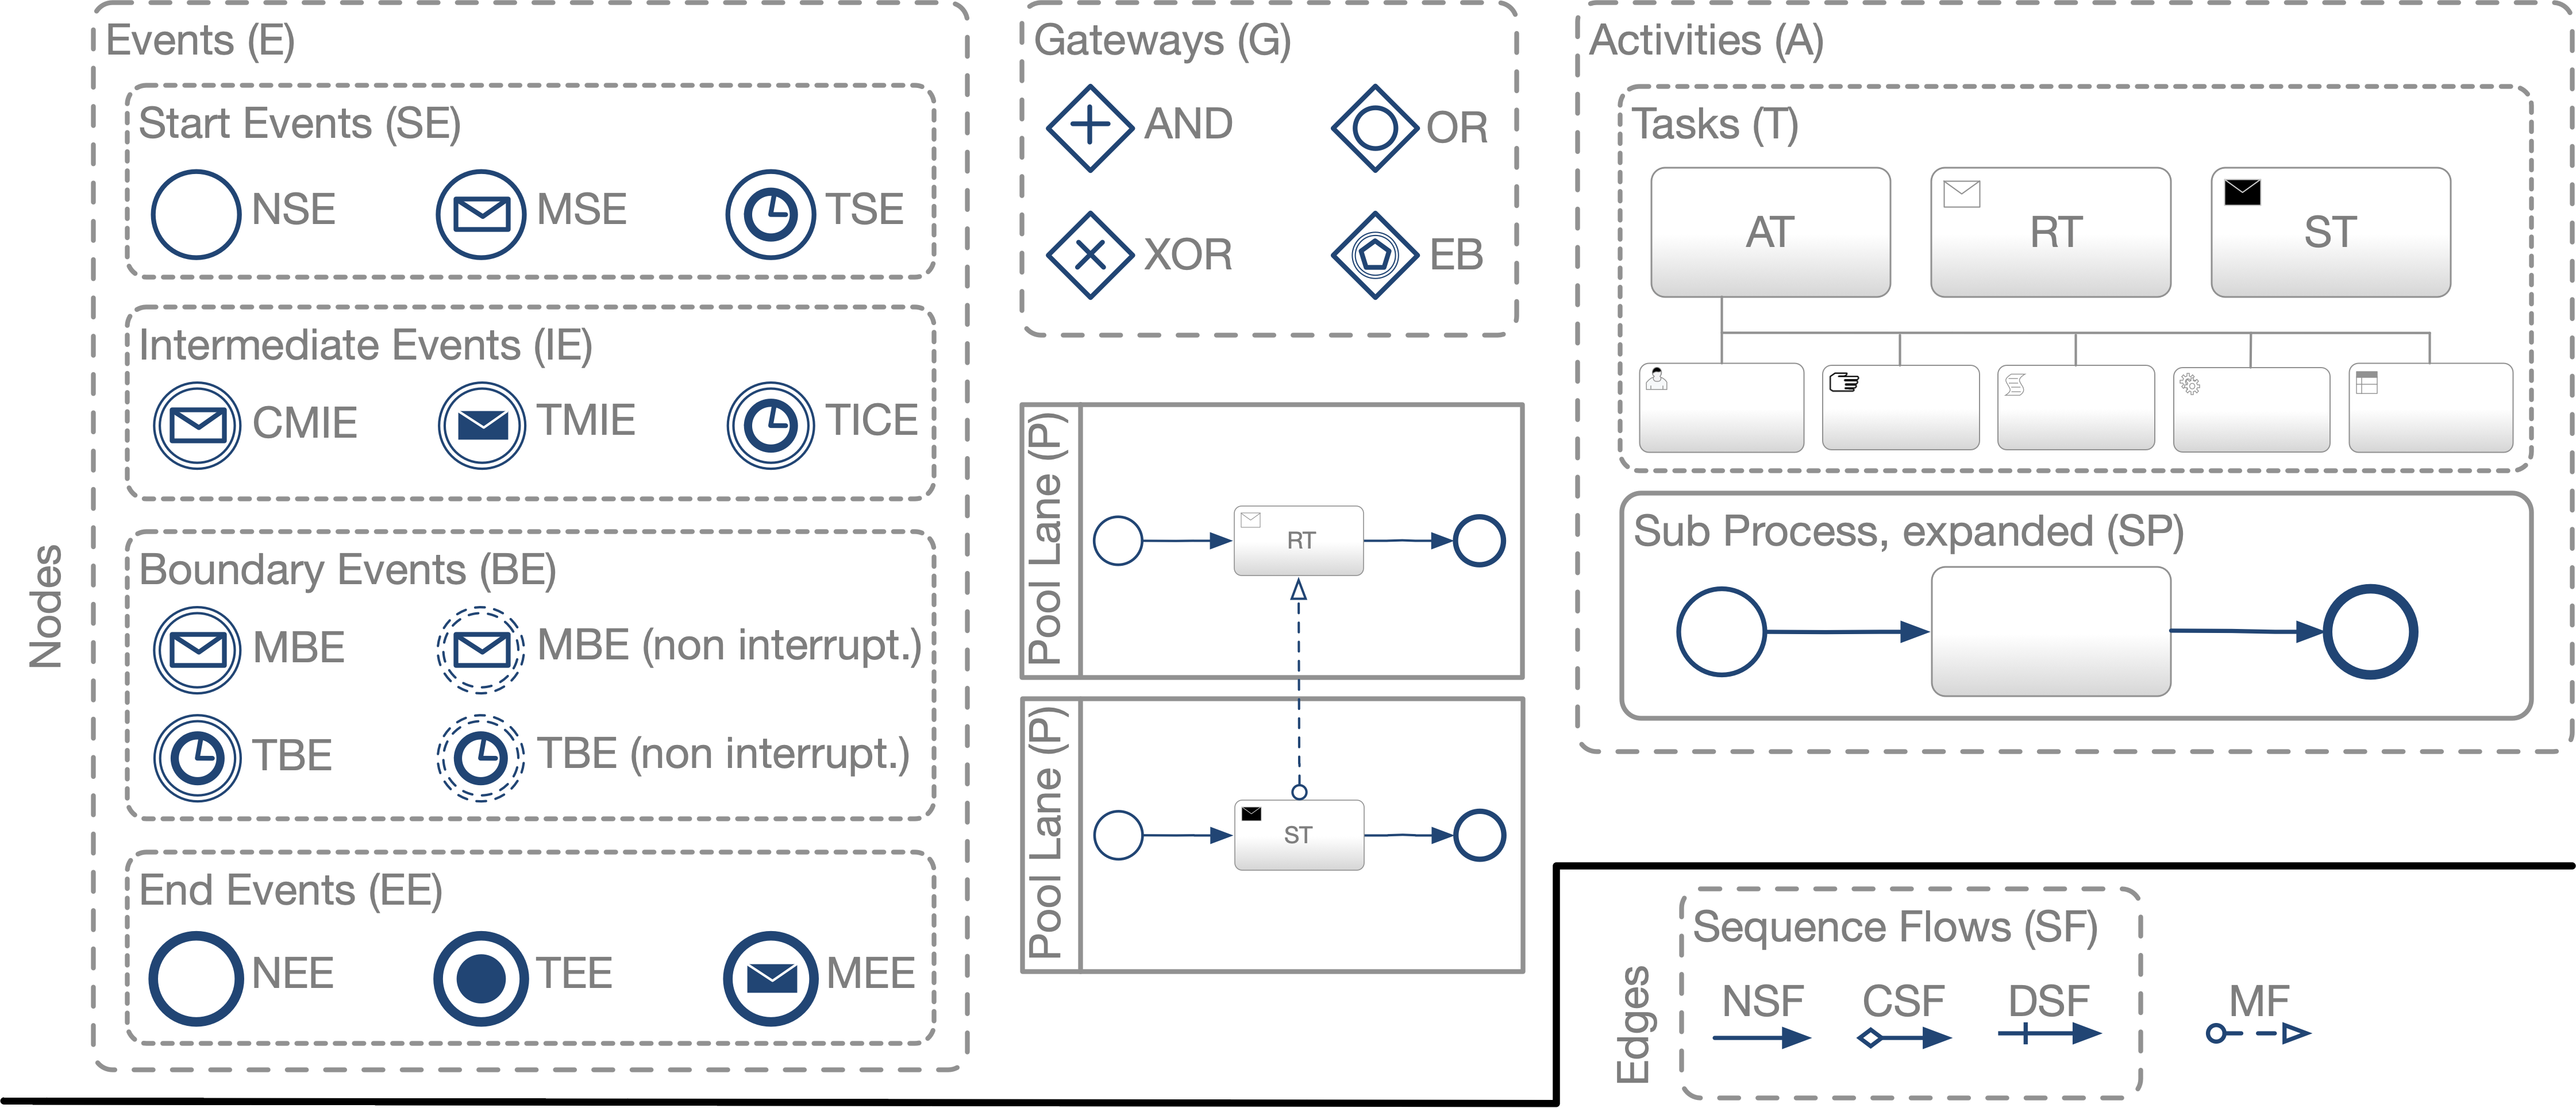 Nodes
Events (E)
Start Events (SE)
NSE
MSE
TSE
Intermediate Events (IE)
CMIE
TMIE
TICE
Boundary Events (BE)
MBE
MBE (non interrupt.)
TBE
TBE (non interrupt.)
End Events (EE)
NEE
TEE
MEE
Gateways (G)
AND
OR
XOR
EB
Pool Lane (P)
RT
Pool Lane (P)
ST
Activities (A)
Tasks (T)
AT
RT
ST
Sub Process, expanded (SP)
Edges
Sequence Flows (SF)
NSF
CSF
DSF
MF